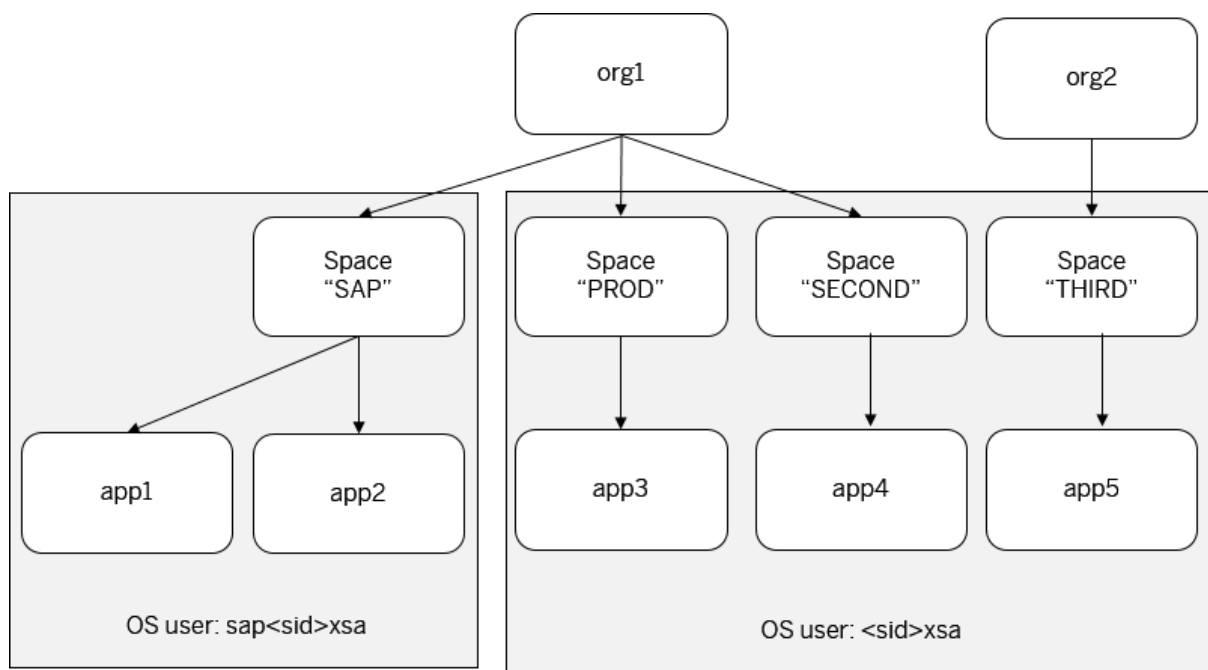 org1
org2
Space
“SAP”
Space
“PROD”
Space
“SECOND”
Space
“THIRD”
app1
app2
app3
app4
app5
OS user: sap<sid>xsa
OS user: <sid>xsa